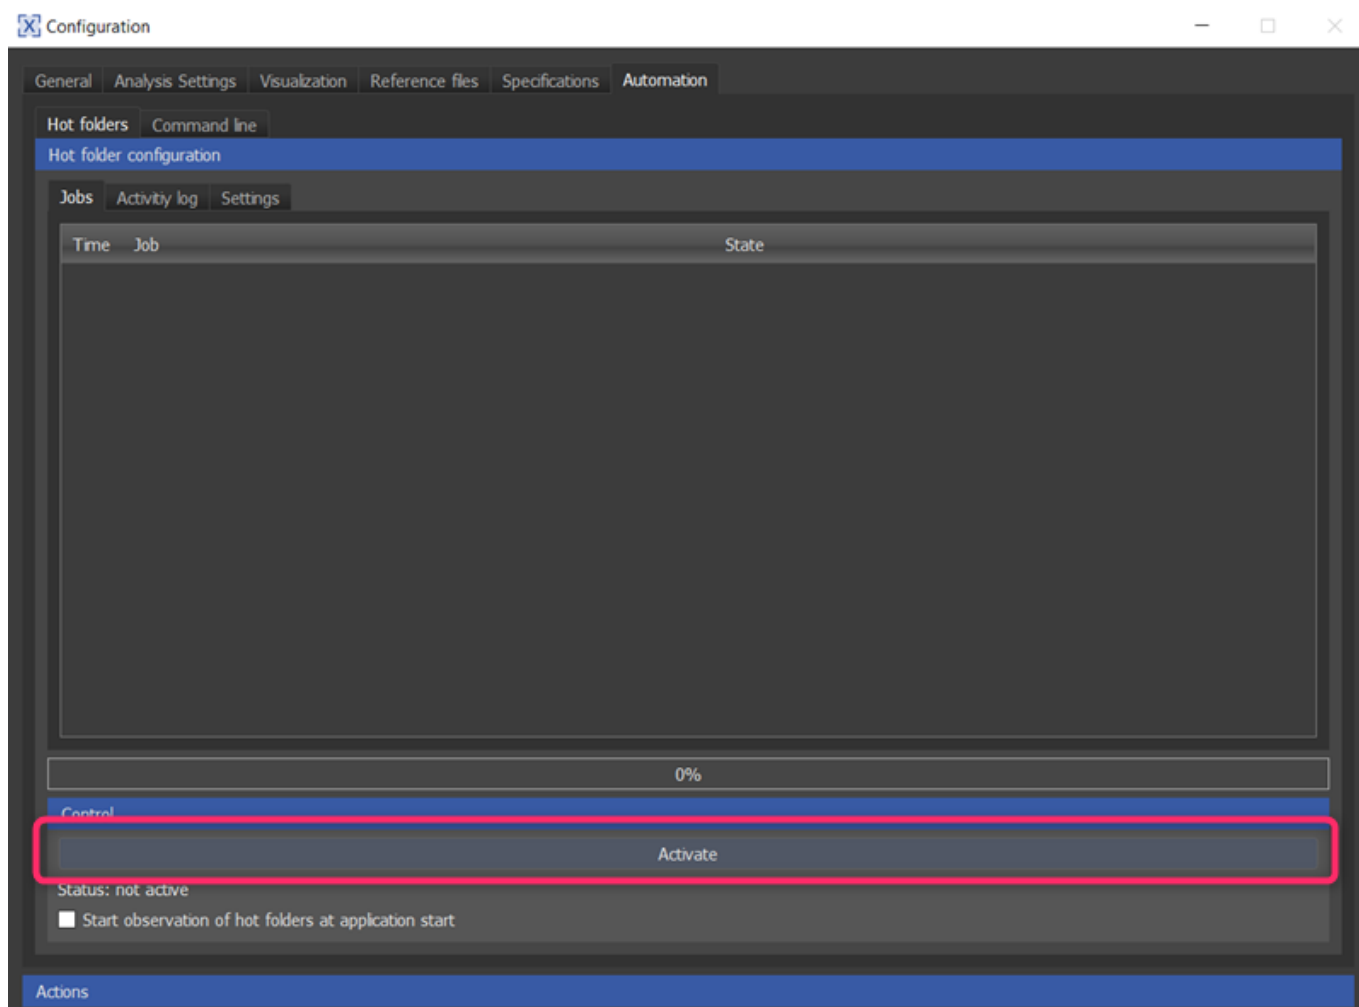 Configuration
General Analysis Settings Visualization Reference files Specifications Automation
Hot folders Command line
Hot folder configuration
Jobs Activitiy log Settings
Time Job State
0%
Control
Activate
Status: not active
Start observation of hot folders at application start
Actions